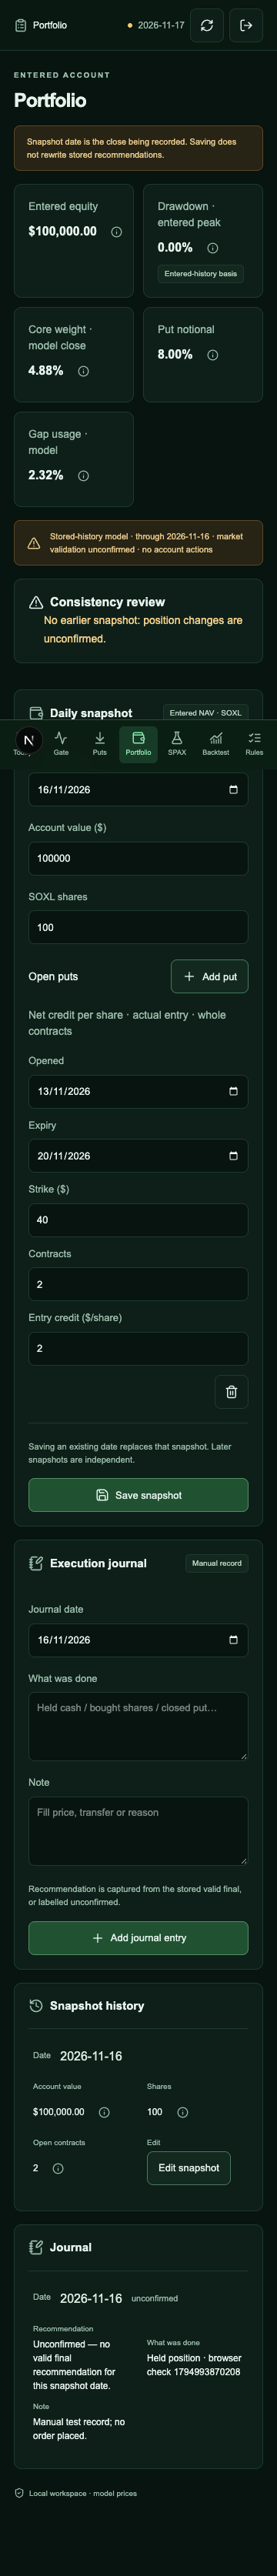 Portfolio
2026-11-17
ENTERED ACCOUNT
Portfolio
Snapshot date is the close being recorded. Saving does
not rewrite stored recommendations.
Entered equity
$100,000.00
Drawdown ·
entered peak
0.00%
Entered-history basis
Core weight ·
model close
4.88%
Put notional
8.00%
Gap usage ·
model
2.32%
Stored-history model · through 2026-11-16 · market
validation unconfirmed · no account actions
Consistency review
No earlier snapshot: position changes are
unconfirmed.
Daily snapshot
Entered NAV · SOXL
N
Gate
Puts
Portfolio
SPAX
Backtest
Rules
16/11/2026
Account value ($)
100000
SOXL shares
100
Open puts
Add put
Net credit per share · actual entry · whole
contracts
Opened
13/11/2026
Expiry
20/11/2026
Strike ($)
40
Contracts
2
Entry credit ($/share)
2
Saving an existing date replaces that snapshot. Later
snapshots are independent.
Save snapshot
Execution journal
Manual record
Journal date
16/11/2026
What was done
Held cash / bought shares / closed put...
Note
Fill price, transfer or reason
Recommendation is captured from the stored valid final,
or labelled unconfirmed.
Add journal entry
Snapshot history
Date 2026-11-16
Account value
$100,000.00
Shares
100
Open contracts
2
Edit
Edit snapshot
Journal
Date 2026-11-16 unconfirmed
Recommendation
Unconfirmed — no
valid final
recommendation for
this snapshot date.
What was done
Held position · browser
check 1794993870208
Note
Manual test record; no
order placed.
Local workspace · model prices